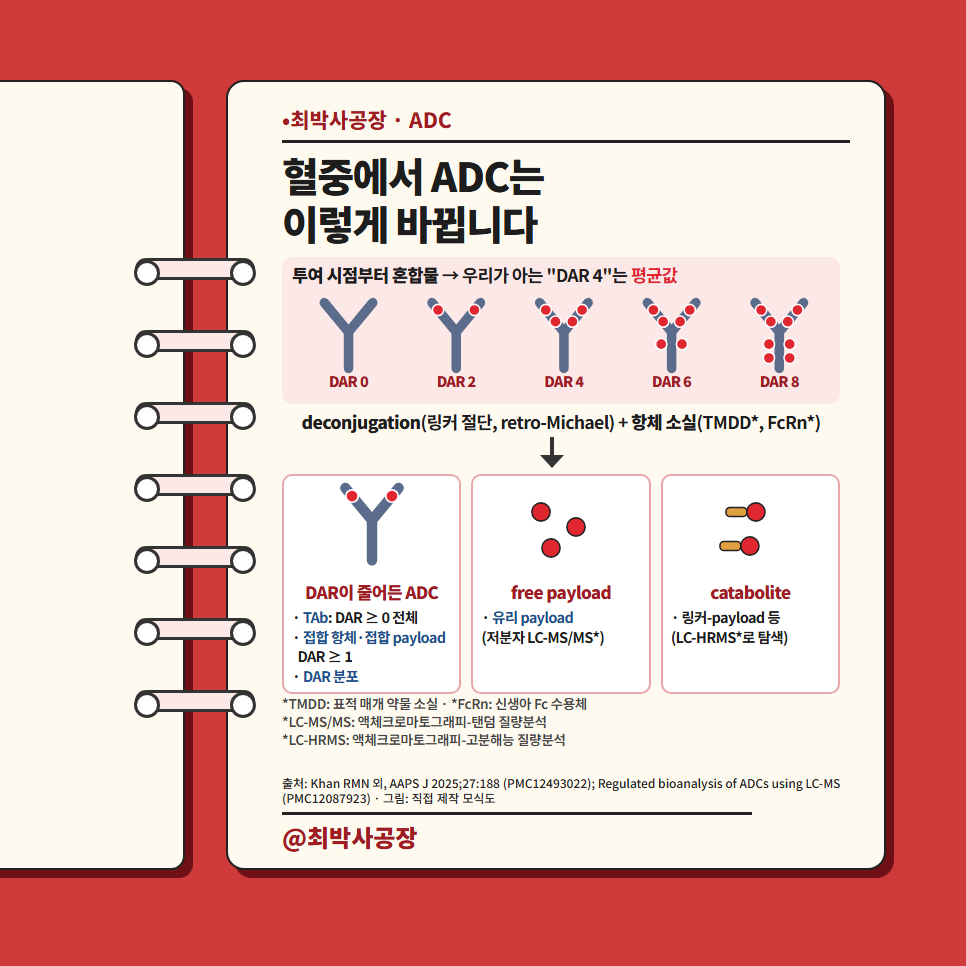 •최박사공장 · ADC
혈중에서 ADC는
이렇게 바뀝니다
투여 시점부터 혼합물 → 우리가 아는 "DAR 4"는 평균값
DAR 0
DAR 2
DAR 4
DAR 6
DAR 8
deconjugation(링커 절단, retro-Michael) + 항체 소실(TMDD*, FcRn*)
DAR이 줄어든 ADC
· TAb: DAR ≥ 0 전체
· 접합 항체·접합 payload
DAR ≥ 1
· DAR 분포
free payload
· 유리 payload
(저분자 LC-MS/MS*)
catabolite
· 링커-payload 등
(LC-HRMS*로 탐색)
*TMDD: 표적 매개 약물 소실 · *FcRn: 신생아 Fc 수용체
*LC-MS/MS: 액체크로마토그래피-탠덤 질량분석
*LC-HRMS: 액체크로마토그래피-고분해능 질량분석
출처: Khan RMN 외, AAPS J 2025;27:188 (PMC12493022); Regulated bioanalysis of ADCs using LC-MS
(PMC12087923) · 그림: 직접 제작 모식도
@최박사공장